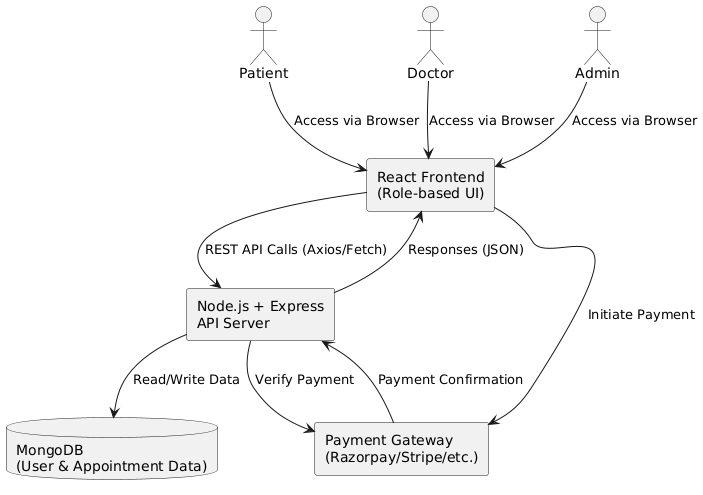 Patient
Doctor
Admin
Access via Browser
Access via Browser
Access via Browser
React Frontend
(Role-based UI)
REST API Calls (Axios/Fetch)
Responses (JSON)
Node.js + Express
API Server
Initiate Payment
Read/Write Data
Verify Payment
Payment Confirmation
MongoDB
(User & Appointment Data)
Payment Gateway
(Razorpay/Stripe/etc.)